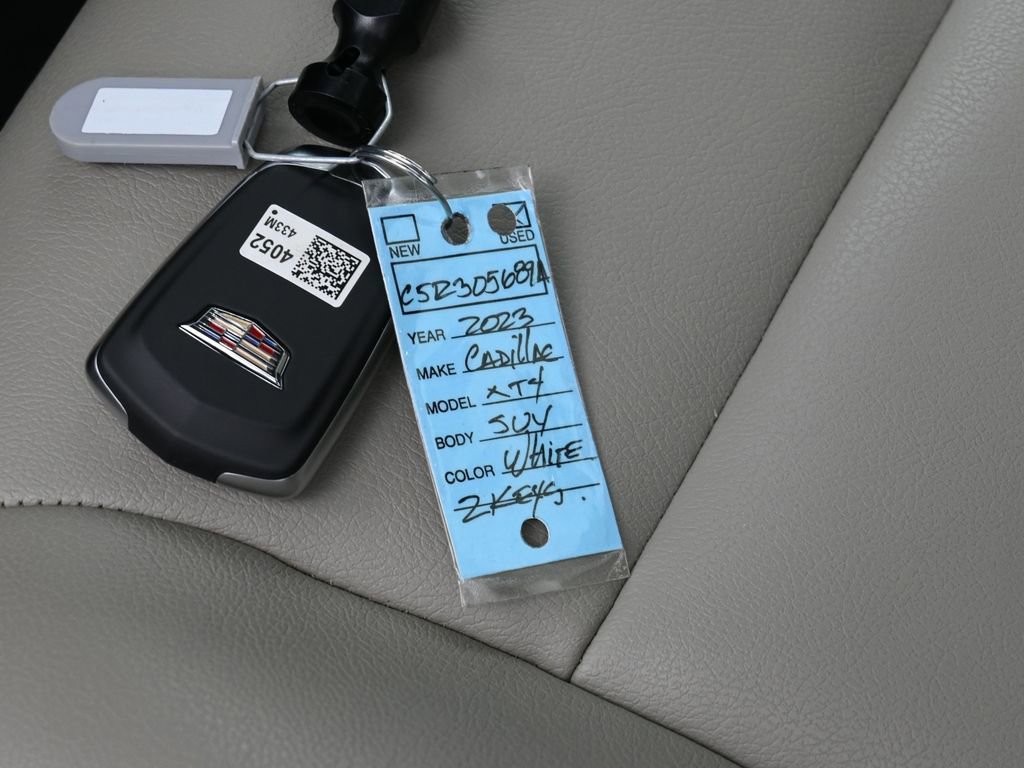 4052
433M
NEW
USED
C5R305689A
YEAR 2023
MAKE CADillAC
MODEL XT4
BODY SUV
COLOR WHITE
2 KEYS.